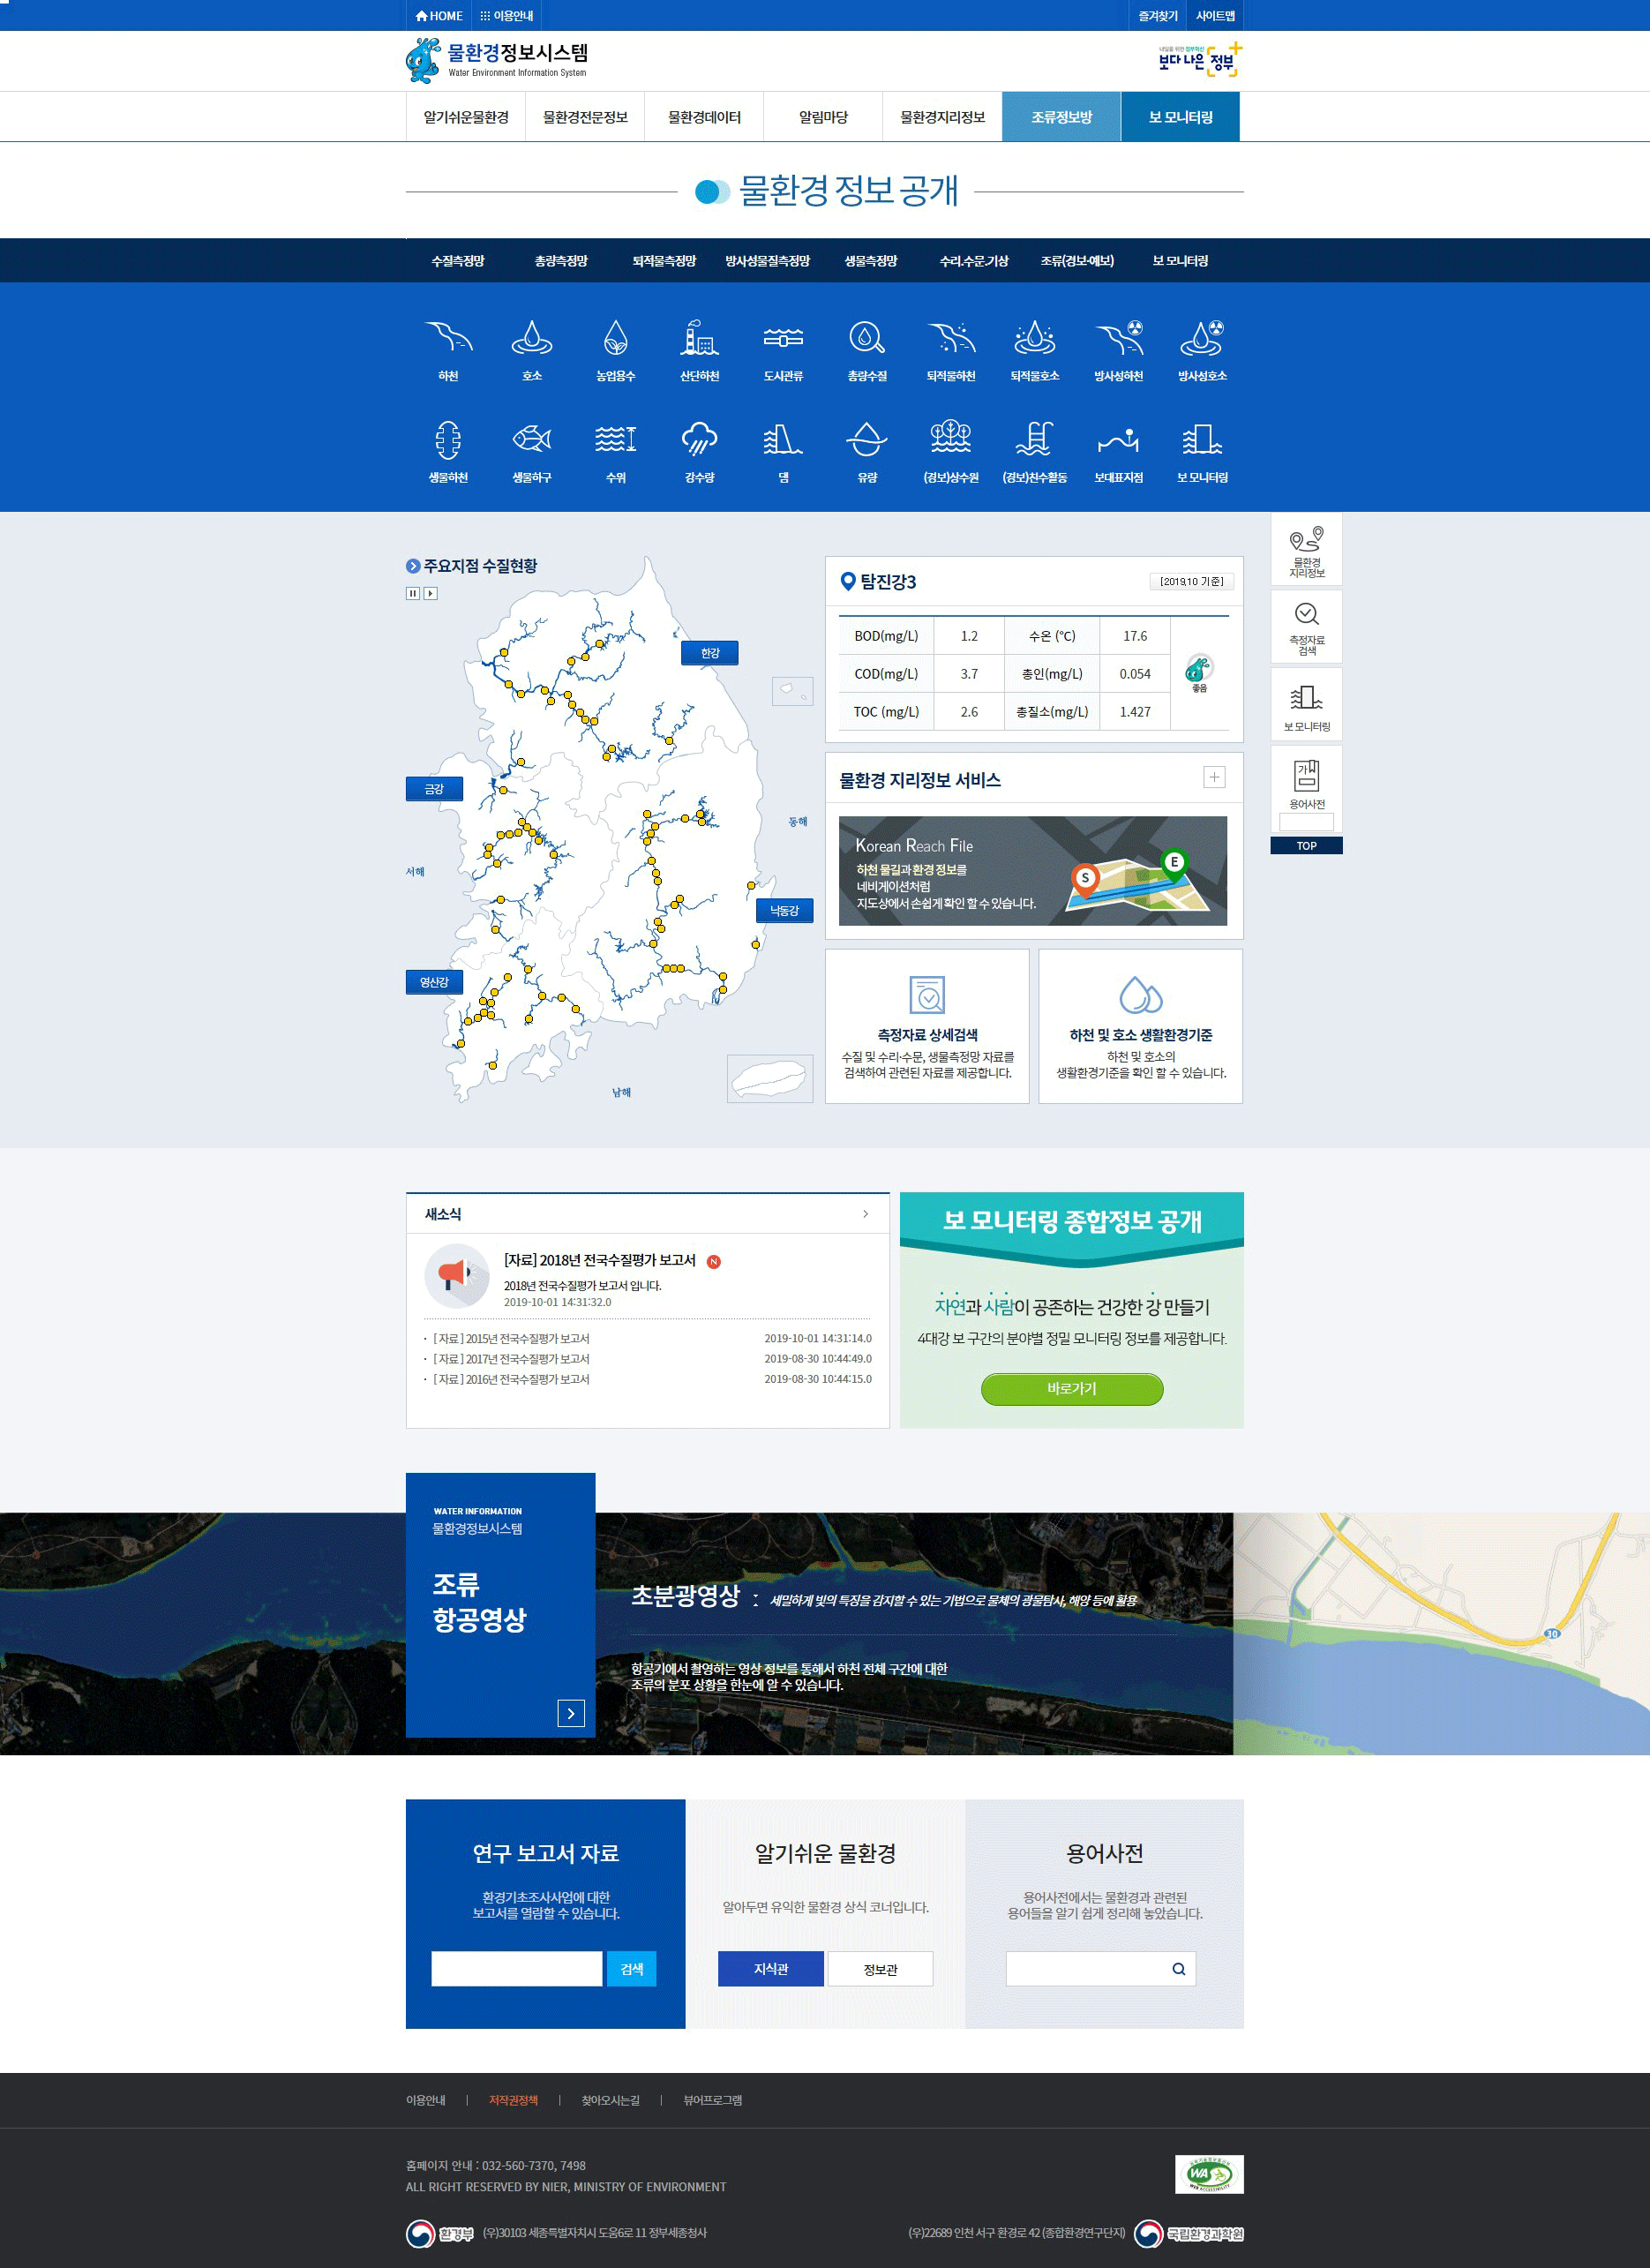 HOME
이용안내
즐겨찾기
사이트맵
물환경정보시스템
Water Environment Information System
내일을 위한 정부혁신
보다 나은 정부
알기쉬운물환경
물환경전문정보
물환경데이터
알림마당
물환경지리정보
조류정보방
보 모니터링
물환경 정보 공개
수질측정망
총량측정망
퇴적물측정망
방사성물질측정망
생물측정망
수리.수문.기상
조류(경보·예보)
보 모니터링
하천
호소
농업용수
산단하천
도시관류
총량수질
퇴적물하천
퇴적물호소
방사성하천
방사성호소
생물하천
생물하구
수위
강수량
댐
유량
(경보)상수원
(경보)친수활동
보대표지점
보 모니터링
주요지점 수질현황
한강
금강
동해
서해
낙동강
영산강
남해
탐진강3
[2019.10 기준]
BOD(mg/L) 1.2 수온 (℃) 17.6
COD(mg/L) 3.7 총인(mg/L) 0.054
TOC (mg/L) 2.6 총질소(mg/L) 1.427
좋음
물환경 지리정보 서비스
Korean Reach File
하천 물길과 환경 정보를
네비게이션처럼
지도상에서 손쉽게 확인 할 수 있습니다.
S
E
측정자료 상세검색
수질 및 수리·수문, 생물측정망 자료를
검색하여 관련된 자료를 제공합니다.
하천 및 호소 생활환경기준
하천 및 호소의
생활환경기준을 확인 할 수 있습니다.
물환경
지리정보
측정자료
검색
보 모니터링
가
용어사전
TOP
새소식
[자료] 2018년 전국수질평가 보고서 N
2018년 전국수질평가 보고서 입니다.
2019-10-01 14:31:32.0
· [ 자료 ] 2015년 전국수질평가 보고서 2019-10-01 14:31:14.0
· [ 자료 ] 2017년 전국수질평가 보고서 2019-08-30 10:44:49.0
· [ 자료 ] 2016년 전국수질평가 보고서 2019-08-30 10:44:15.0
보 모니터링 종합정보 공개
자연과 사람이 공존하는 건강한 강 만들기
4대강 보 구간의 분야별 정밀 모니터링 정보를 제공합니다.
바로가기
WATER INFORMATION
물환경정보시스템
조류
항공영상
초분광영상 : 세밀하게 빛의 특징을 감지할 수 있는 기법으로 물체의 광물탐사, 해양 등에 활용
항공기에서 촬영하는 영상 정보를 통해서 하천 전체 구간에 대한
조류의 분포 상황을 한눈에 알 수 있습니다.
30
연구 보고서 자료
환경기초조사사업에 대한
보고서를 열람할 수 있습니다.
검색
알기쉬운 물환경
알아두면 유익한 물환경 상식 코너입니다.
지식관
정보관
용어사전
용어사전에서는 물환경과 관련된
용어들을 알기 쉽게 정리해 놓았습니다.
이용안내
저작권정책
찾아오시는길
뷰어프로그램
홈페이지 안내 : 032-560-7370, 7498
ALL RIGHT RESERVED BY NIER, MINISTRY OF ENVIRONMENT
WA
WEB ACCESSIBILITY
환경부
(우)30103 세종특별자치시 도움6로 11 정부세종청사
(우)22689 인천 서구 환경로 42 (종합환경연구단지)
국립환경과학원